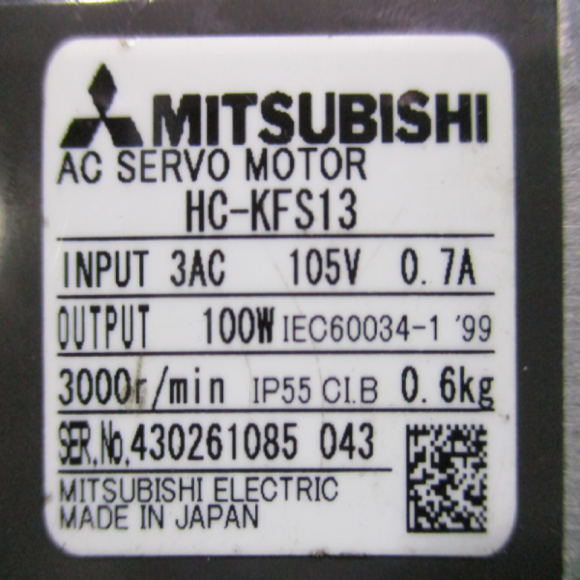 MITSUBISHI
AC SERVO MOTOR
HC-KFS13
INPUT 3AC 105V 0.7A
OUTPUT 100W IEC60034-1 '99
3000r/min IP55 CI.B 0.6kg
SER.No.430261085 043
MITSUBISHI ELECTRIC
MADE IN JAPAN